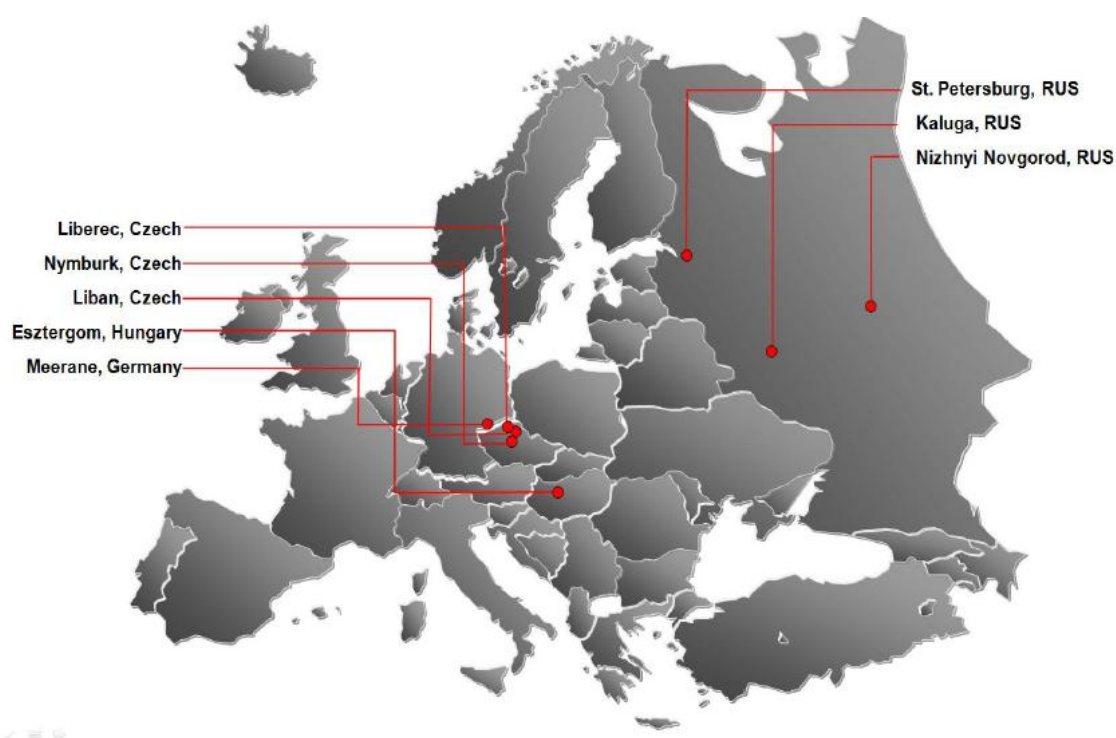 St. Petersburg, RUS
Kaluga, RUS
Nizhnyi Novgorod, RUS
Liberec, Czech
Nymburk, Czech
Liban, Czech
Esztergom, Hungary
Meerane, Germany